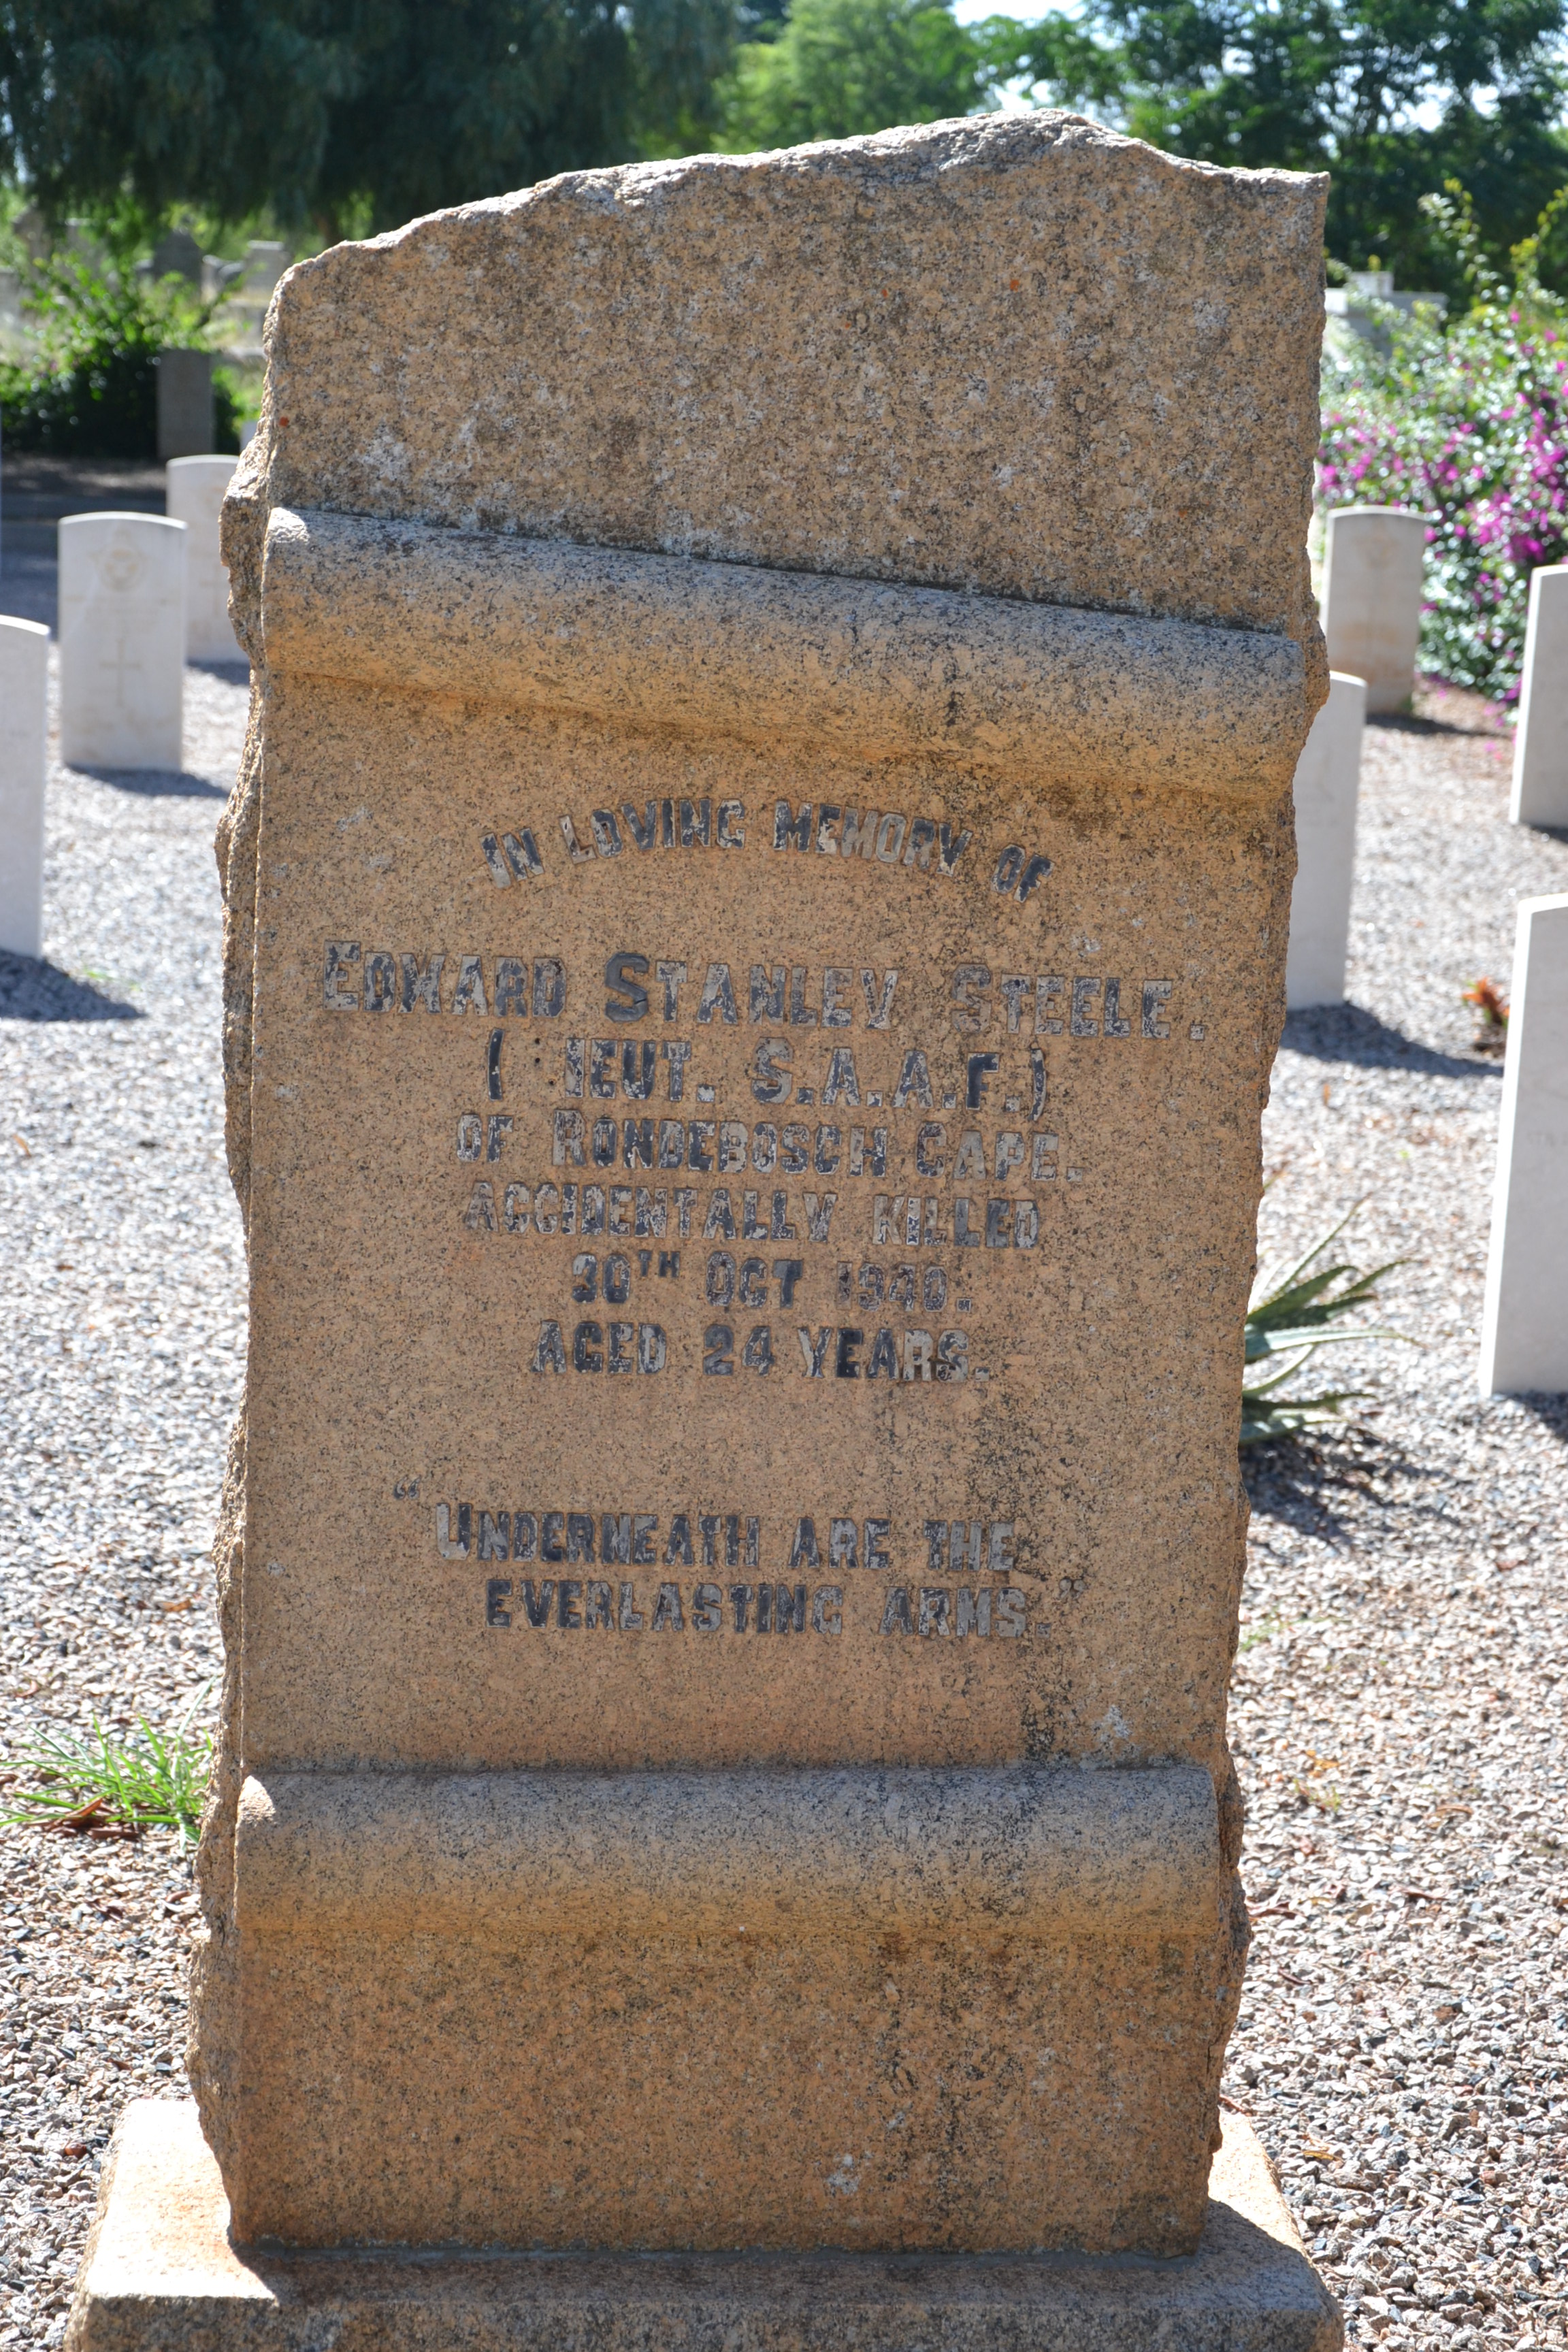 IN LOVING MEMORY OF
EDWARD STANLEY STEELE.
( IEUT. S.A.A.F.)
OF RONDEBOSCH CAPE.
ACCIDENTALLY KILLED
30TH OCT 1940.
AGED 24 YEARS.
"UNDERNEATH ARE THE
EVERLASTING ARMS."